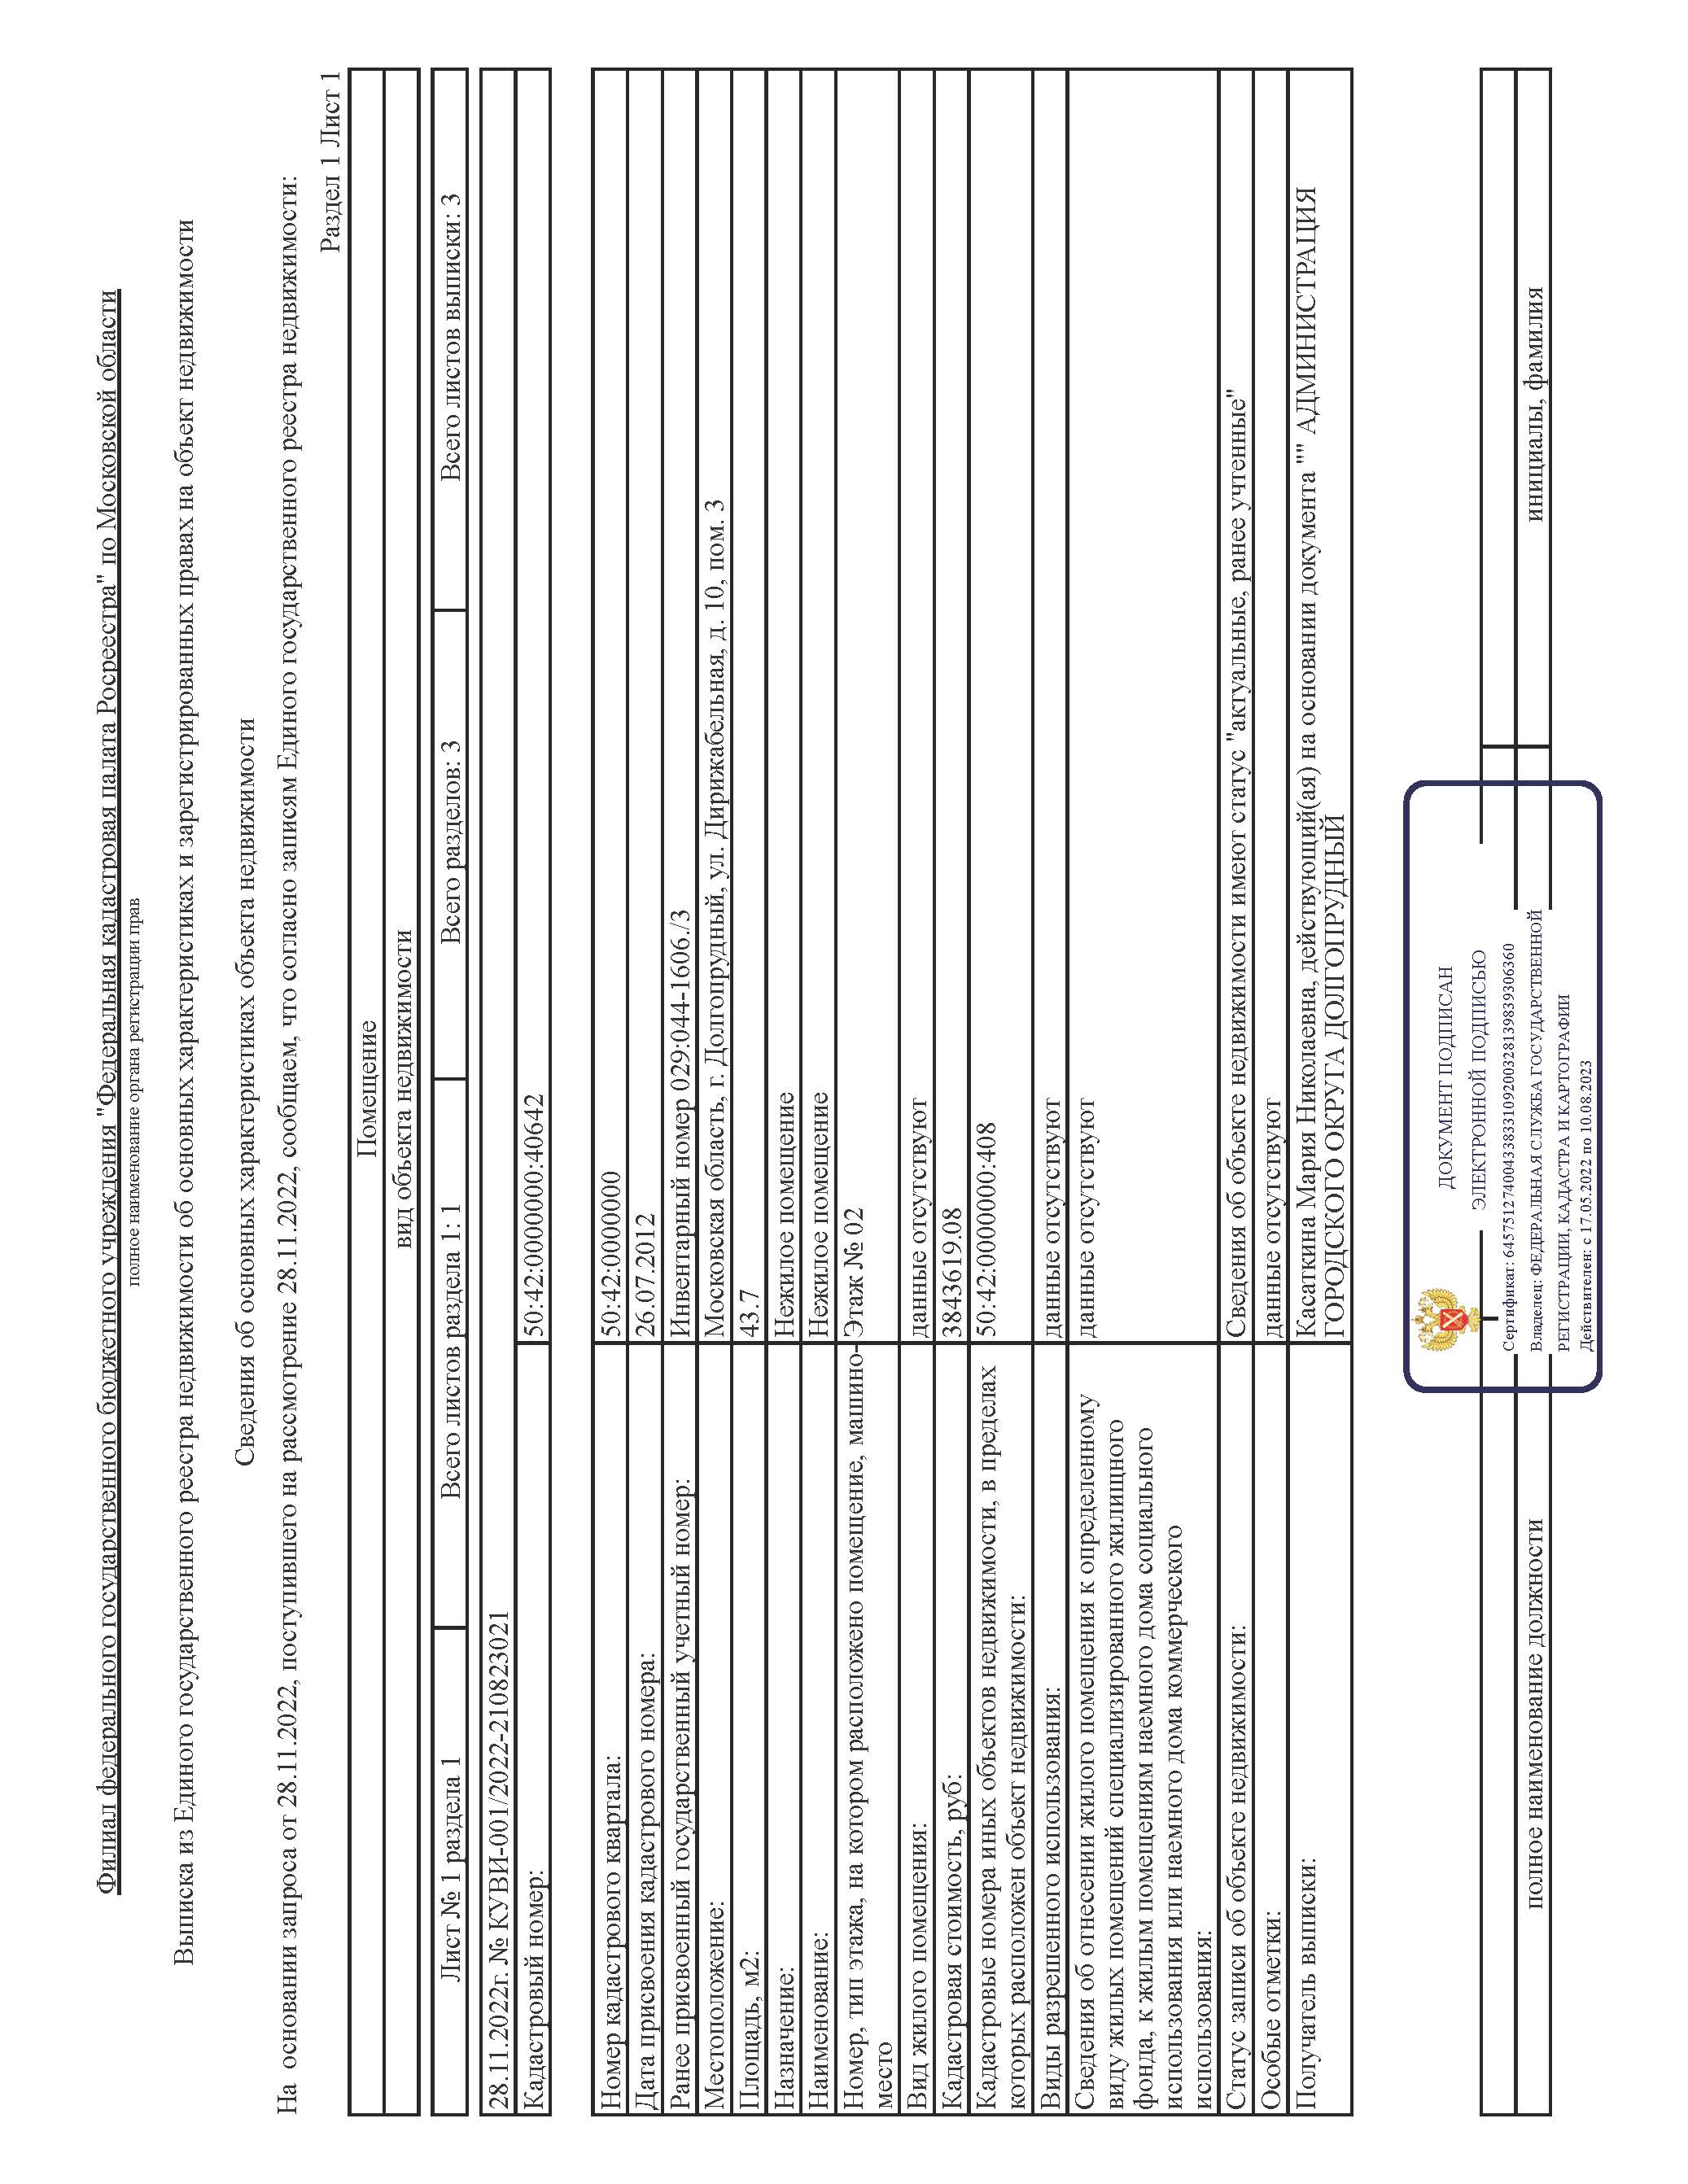 Филиал федерального государственного бюджетного учреждения "Федеральная кадастровая палата Росреестра" по Московской области
полное наименование органа регистрации прав
Выписка из Единого государственного реестра недвижимости об основных характеристиках и зарегистрированных правах на объект недвижимости
Сведения об основных характеристиках объекта недвижимости
На основании запроса от 28.11.2022, поступившего на рассмотрение 28.11.2022, сообщаем, что согласно записям Единого государственного реестра недвижимости:
Раздел 1 Лист 1
Помещение
вид объекта недвижимости
Лист № 1 раздела 1 Всего листов раздела 1: 1 Всего разделов: 3 Всего листов выписки: 3
28.11.2022г. № КУВИ-001/2022-210823021
Кадастровый номер: 50:42:0000000:40642
Номер кадастрового квартала: 50:42:0000000
Дата присвоения кадастрового номера: 26.07.2012
Ранее присвоенный государственный учетный номер: Инвентарный номер 029:044-1606./3
Местоположение: Московская область, г. Долгопрудный, ул. Дирижабельная, д. 10, пом. 3
Площадь, м2: 43.7
Назначение: Нежилое помещение
Наименование: Нежилое помещение
Номер, тип этажа, на котором расположено помещение, машино- Этаж № 02
место
Вид жилого помещения: данные отсутствуют
Кадастровая стоимость, руб: 3843619.08
Кадастровые номера иных объектов недвижимости, в пределах 50:42:0000000:408
которых расположен объект недвижимости:
Виды разрешенного использования: данные отсутствуют
Сведения об отнесении жилого помещения к определенному данные отсутствуют
виду жилых помещений специализированного жилищного
фонда, к жилым помещениям наемного дома социального
использования или наемного дома коммерческого
использования:
Статус записи об объекте недвижимости: Сведения об объекте недвижимости имеют статус "актуальные, ранее учтенные"
Особые отметки: данные отсутствуют
Получатель выписки: Касаткина Мария Николаевна, действующий(ая) на основании документа "" АДМИНИСТРАЦИЯ
ГОРОДСКОГО ОКРУГА ДОЛГОПРУДНЫЙ
ДОКУМЕНТ ПОДПИСАН
ЭЛЕКТРОННОЙ ПОДПИСЬЮ
Сертификат: 64575127400433833109200328139839306360
Владелец: ФЕДЕРАЛЬНАЯ СЛУЖБА ГОСУДАРСТВЕННОЙ
РЕГИСТРАЦИИ, КАДАСТРА И КАРТОГРАФИИ
Действителен: с 17.05.2022 по 10.08.2023
полное наименование должности инициалы, фамилия